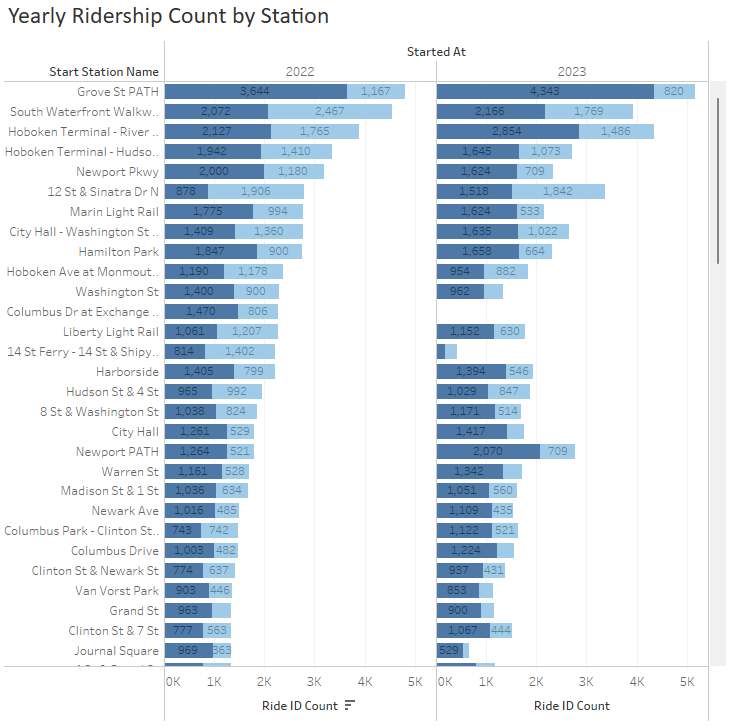 Yearly Ridership Count by Station
Started At
Start Station Name 2022 2023
Grove St PATH 3,644 1,167 4,343 820
South Waterfront Walkw.. 2,072 2,467 2,166 1,769
Hoboken Terminal - River .. 2,127 1,765 2,854 1,486
Hoboken Terminal - Hudso.. 1,942 1,410 1,645 1,073
Newport Pkwy 2,000 1,180 1,624 709
12 St & Sinatra Dr N 878 1,906 1,518 1,842
Marin Light Rail 1,775 994 1,624 533
City Hall - Washington St .. 1,409 1,360 1,635 1,022
Hamilton Park 1,847 900 1,658 664
Hoboken Ave at Monmout.. 1,190 1,178 954 882
Washington St 1,400 900 962
Columbus Dr at Exchange .. 1,470 806
Liberty Light Rail 1,061 1,207 1,152 630
14 St Ferry - 14 St & Shipy.. 814 1,402
Harborside 1,405 799 1,394 546
Hudson St & 4 St 965 992 1,029 847
8 St & Washington St 1,038 824 1,171 514
City Hall 1,261 529 1,417
Newport PATH 1,264 521 2,070 709
Warren St 1,161 528 1,342
Madison St & 1 St 1,036 634 1,051 560
Newark Ave 1,016 485 1,109 435
Columbus Park - Clinton St.. 743 742 1,122 521
Columbus Drive 1,003 482 1,224
Clinton St & Newark St 774 637 937 431
Van Vorst Park 903 446 853
Grand St 963 900
Clinton St & 7 St 777 563 1,067 444
Journal Square 969 363 529
0K 1K 2K 3K 4K 5K 0K 1K 2K 3K 4K 5K
Ride ID Count Ride ID Count